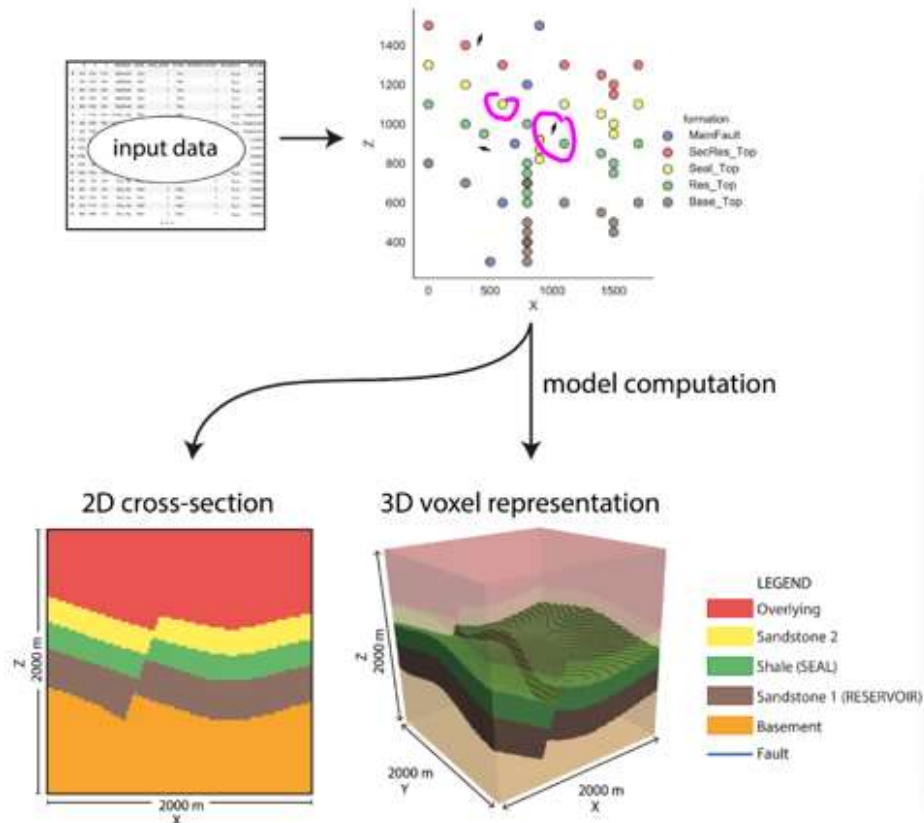 input data
1400
1200
1000
800
600
400
Z
0 500 1000 1500
X
formation
MainFault
SecRes_Top
Seal_Top
Res_Top
Base_Top
model computation
2D cross-section
3D voxel representation
Z
2000 m
2000 m
X
Z
2000 m
2000 m
Y
2000 m
X
LEGEND
Overlying
Sandstone 2
Shale (SEAL)
Sandstone 1 (RESERVOIR)
Basement
Fault